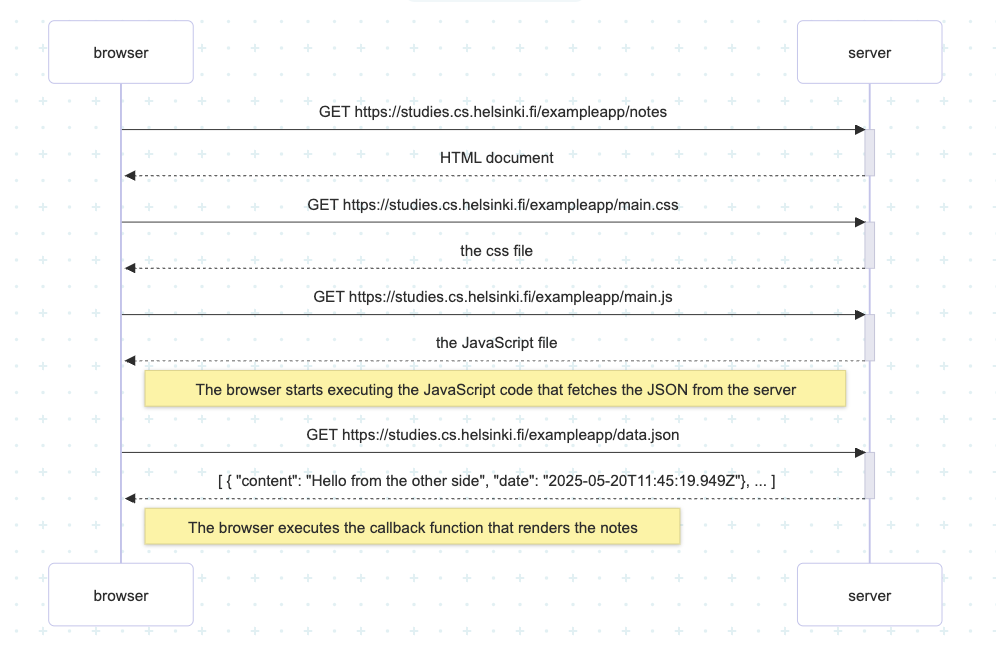 browser
server
GET https://studies.cs.helsinki.fi/exampleapp/notes
HTML document
GET https://studies.cs.helsinki.fi/exampleapp/main.css
the css file
GET https://studies.cs.helsinki.fi/exampleapp/main.js
the JavaScript file
The browser starts executing the JavaScript code that fetches the JSON from the server
GET https://studies.cs.helsinki.fi/exampleapp/data.json
[ { "content": "Hello from the other side", "date": "2025-05-20T11:45:19.949Z"}, ... ]
The browser executes the callback function that renders the notes
browser
server